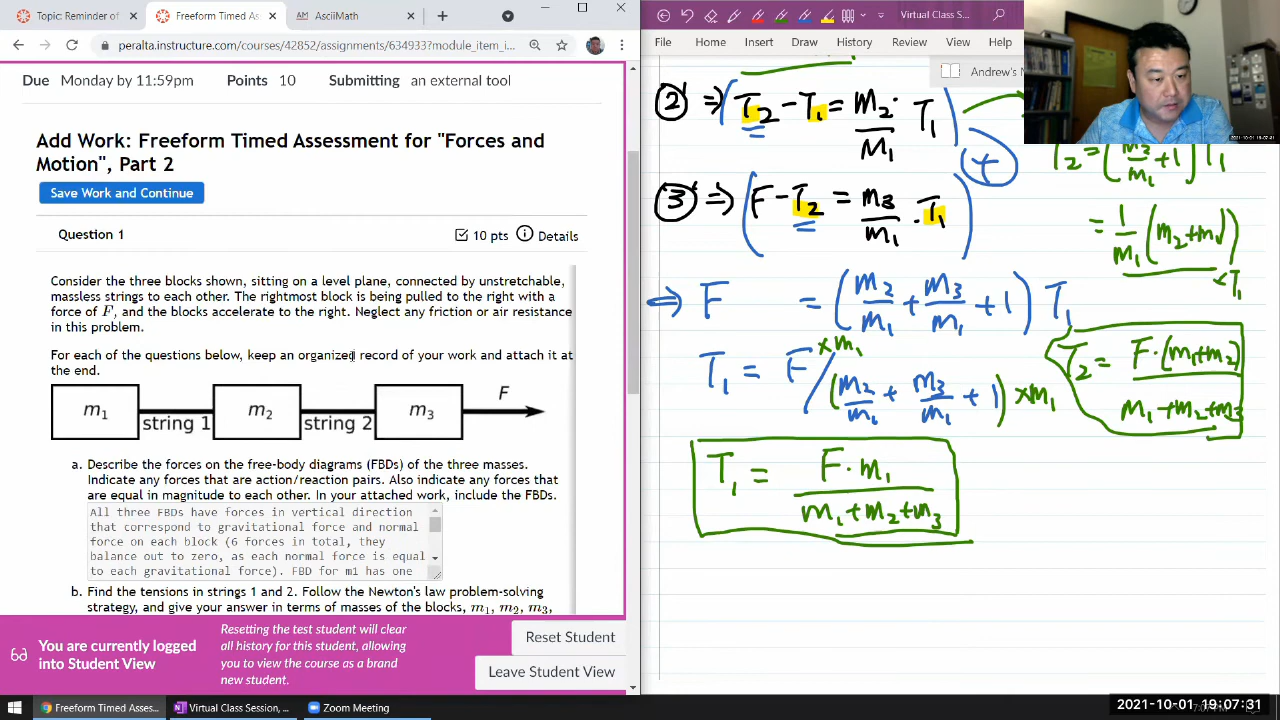 Topic Reminder o
Freeform Timed Asses
AsciiMath
peralta.instructure.com/courses/42852/assignments/634933?module_item_i...
Due Monday by 11:59pm Points 10 Submitting an external tool
Add Work: Freeform Timed Assessment for "Forces and
Motion", Part 2
Save Work and Continue
Question 1
10 pts Details
Consider the three blocks shown, sitting on a level plane, connected by unstretchable,
massless strings to each other. The rightmost block is being pulled to the right with a
force of F, and the blocks accelerate to the right. Neglect any friction or air resistance
in this problem.
For each of the questions below, keep an organized record of your work and attach it at
the end.
m₁ string 1 m₂ string 2 m₃ F
a. Describe the forces on the free-body diagrams (FBDs) of the three masses.
Indicate any forces that are action/reaction pairs. Also indicate any forces that
are equal in magnitude to each other. In your attached work, include the FBDs.
All three FBDs have forces in vertical direction
that correspond to gravitational force and normal
force on each block (6 forces in total, they
balance out to zero, as each normal force is equal
to each gravitational force). FBD for m1 has one
b. Find the tensions in strings 1 and 2. Follow the Newton's law problem-solving
strategy, and give your answer in terms of masses of the blocks, m₁, m₂, m₃,
You are currently logged
into Student View
Resetting the test student will clear
all history for this student, allowing
you to view the course as a brand
new student.
Reset Student
Leave Student View
Virtual Class S...
File Home Insert Draw History Review View Help
Andrew's N
② ⇒ (T₂ - T₁ = m₂/m₁ · T₁)
+
③ ⇒ (F - T₂ = m₃/m₁ · T₁)
⇒ F = (m₂/m₁ + m₃/m₁ + 1) T₁
T₁ = F ×m₁ / (m₂/m₁ + m₃/m₁ + 1) ×m₁
T₁ = F·m₁ / m₁+m₂+m₃
= 1/m₁ (m₂+m₁)
×T₁
T₂ = F·(m₁+m₂) / m₁+m₂+m₃
Freeform Timed Asses...
Virtual Class Session, ...
Zoom Meeting
2021-10-01 19:07:31